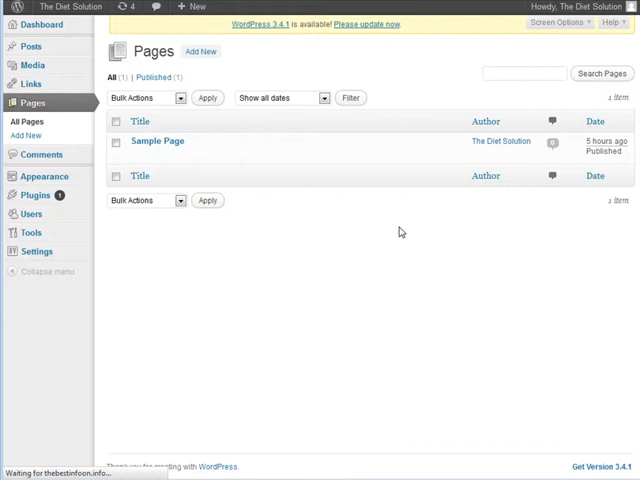 The Diet Solution 4 + New Howdy, The Diet Solution
Dashboard
WordPress 3.4.1 is available! Please update now.
Screen Options Help
Posts
Media
Links
Pages
All Pages
Add New
Comments
Appearance
Plugins 1
Users
Tools
Settings
Collapse menu
Pages Add New
All (1) | Published (1)
Search Pages
Bulk Actions Apply Show all dates Filter 1 item
Title Author Date
Sample Page The Diet Solution 0 5 hours ago
Published
Title Author Date
Bulk Actions Apply 1 item
Thank you for creating with WordPress. Get Version 3.4.1
Waiting for thebestinfoon.info...